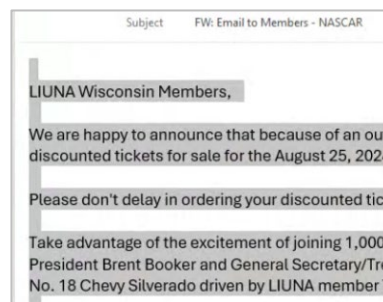 Subject FW: Email to Members - NASCAR
LIUNA Wisconsin Members,
We are happy to announce that because of an ou
discounted tickets for sale for the August 25, 202
Please don't delay in ordering your discounted tic
Take advantage of the excitement of joining 1,000
President Brent Booker and General Secretary/Tre
No. 18 Chevy Silverado driven by LIUNA member